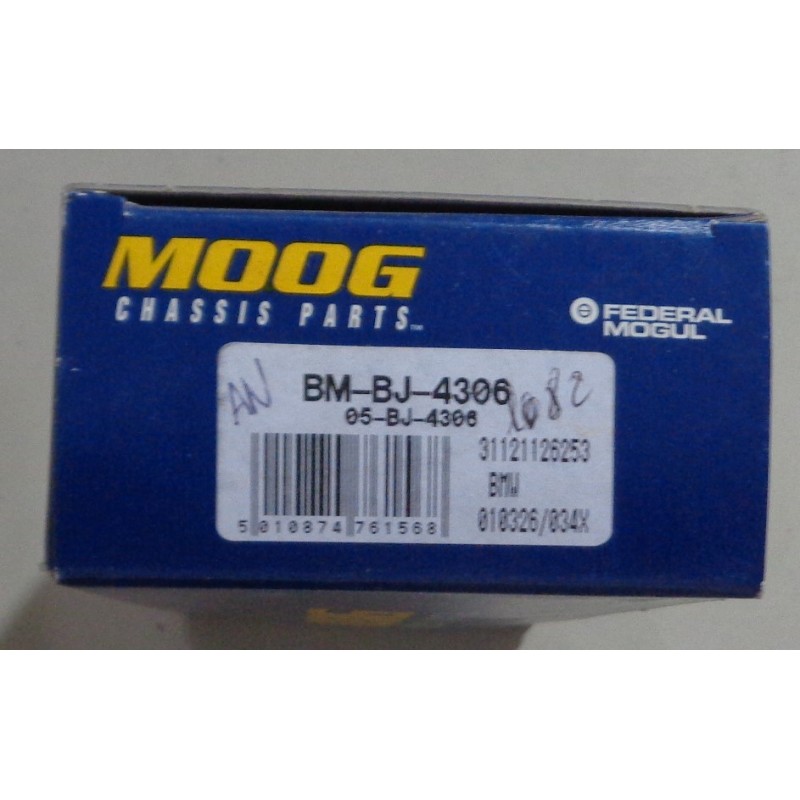 MOOG
CHASSIS PARTS™
FEDERAL
MOGUL
AN
BM-BJ-4306
1082
05-BJ-4306
31121126253
BMW
010326/034X
5 010874 761568